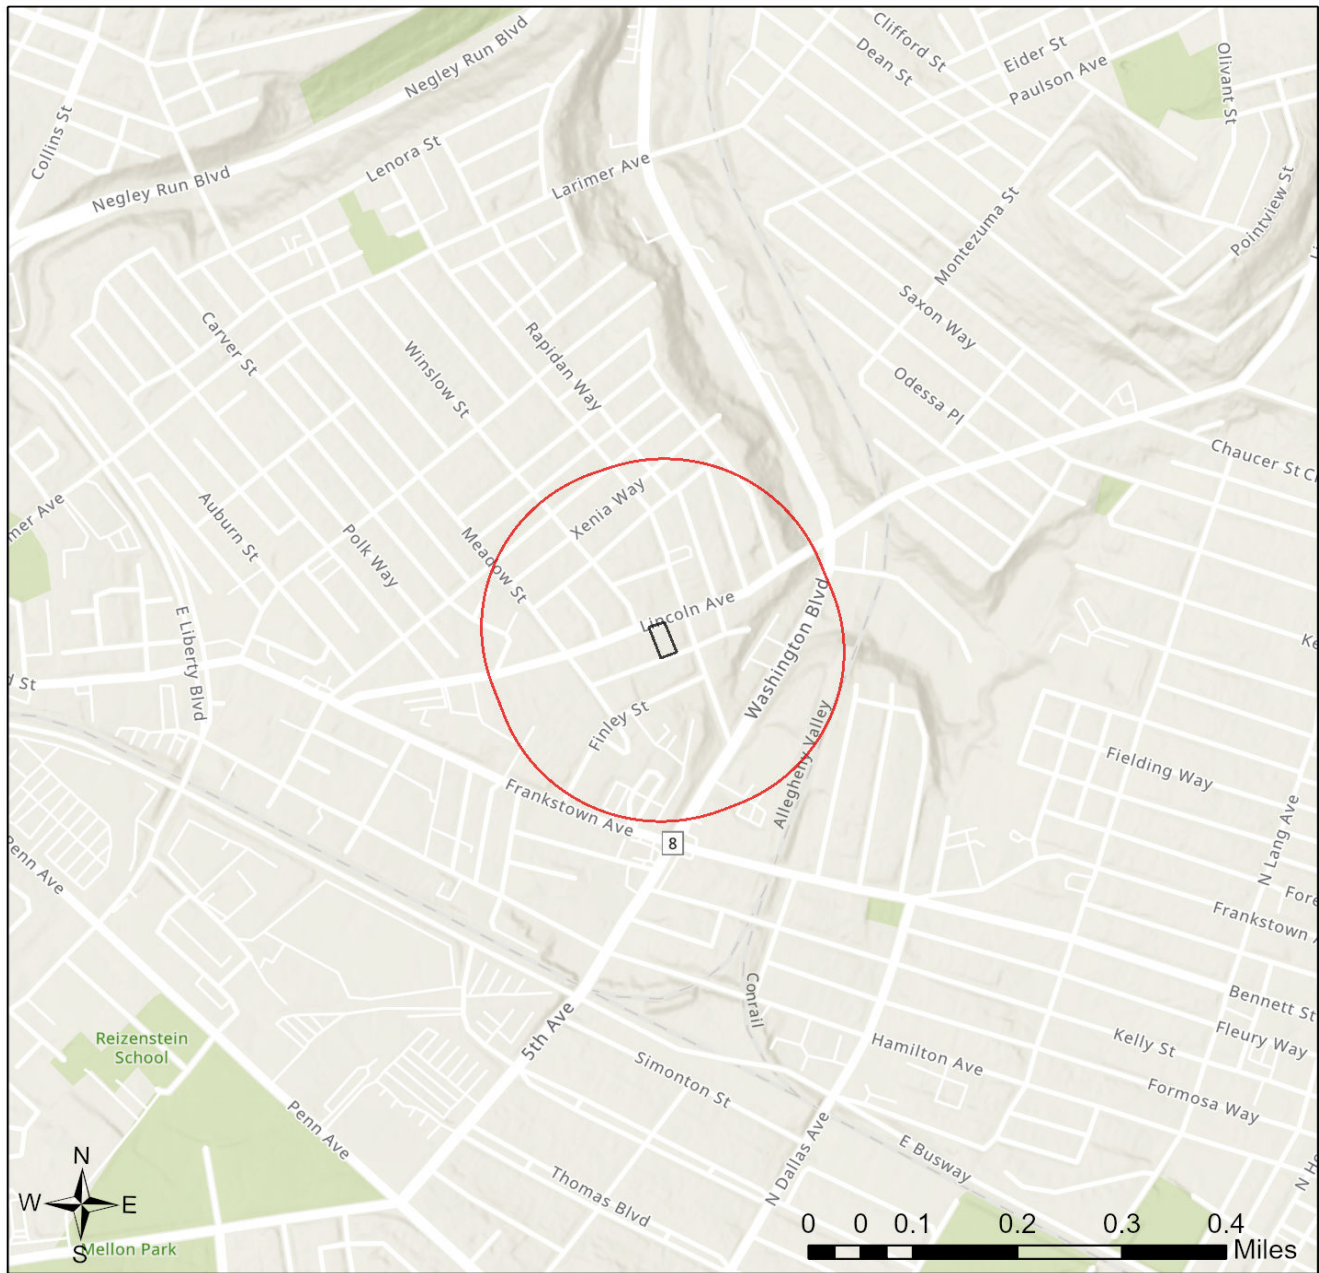 Clifford St
Dean St
Eider St
Paulson Ave
Olivant St
Negley Run Blvd
Collins St
Lenora St
Larimer Ave
Negley Run Blvd
Pointview St
Montezuma St
Saxon Way
Carver St
Rapidan Way
Winslow St
Odessa Pl
Chaucer St
Xenia Way
mer Ave
Auburn St
Polk Way
Meadow St
Lincoln Ave
Washington Blvd
E Liberty Blvd
d St
Finley St
Allegheny Valley
Fielding Way
Frankstown Ave
8
N Lang Ave
Penn Ave
Fore
Frankstown
Conrail
Bennett St
5th Ave
Reizenstein
School
Hamilton Ave
Kelly St
Fleury Way
Simonton St
Formosa Way
Penn Ave
N Dallas Ave
E Busway
N He
Thomas Blvd
N
W
E
S
Mellon Park
0 0 0.1 0.2 0.3 0.4
Miles